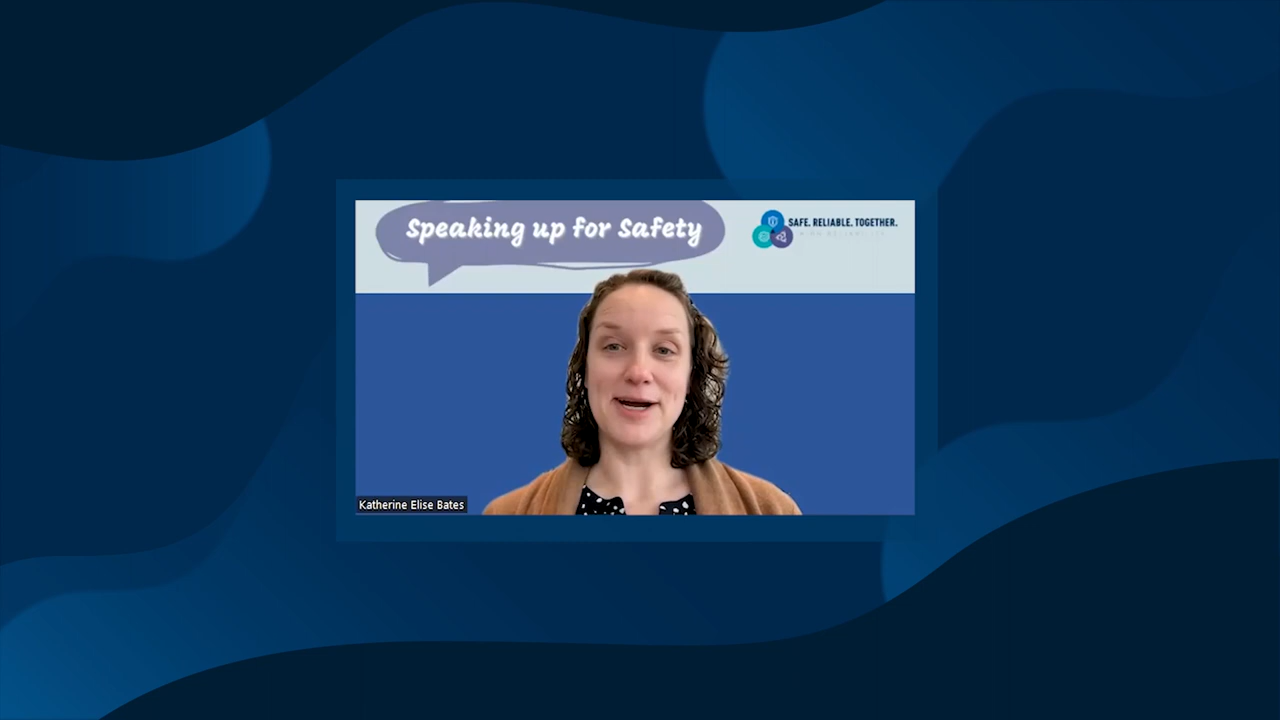 Speaking up for Safety
SAFE. RELIABLE. TOGETHER.
Katherine Elise Bates